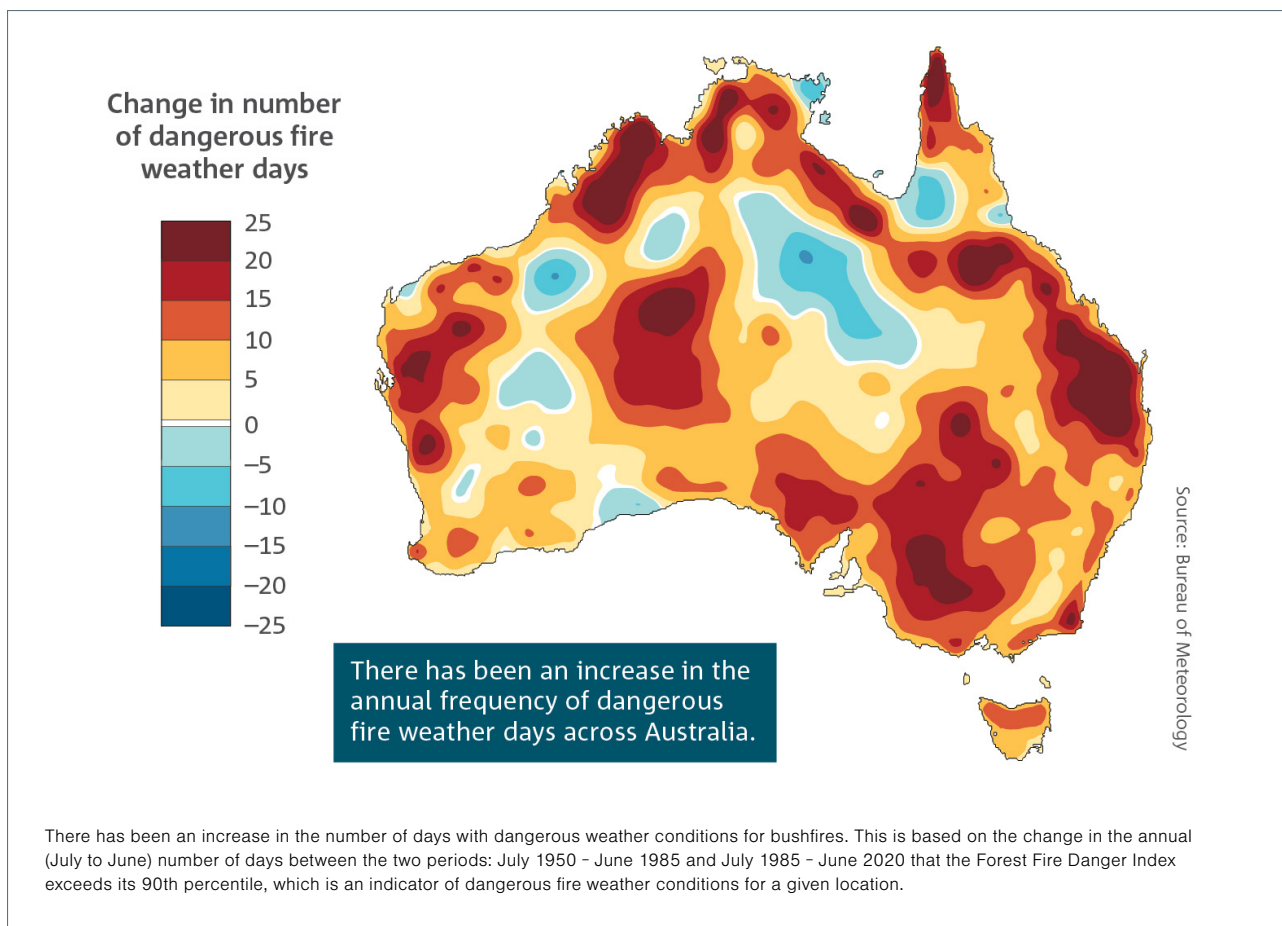 Change in number
of dangerous fire
weather days
25
20
15
10
5
0
–5
–10
–15
–20
–25
There has been an increase in the
annual frequency of dangerous
fire weather days across Australia.
Source: Bureau of Meteorology
There has been an increase in the number of days with dangerous weather conditions for bushfires. This is based on the change in the annual
(July to June) number of days between the two periods: July 1950 - June 1985 and July 1985 - June 2020 that the Forest Fire Danger Index
exceeds its 90th percentile, which is an indicator of dangerous fire weather conditions for a given location.